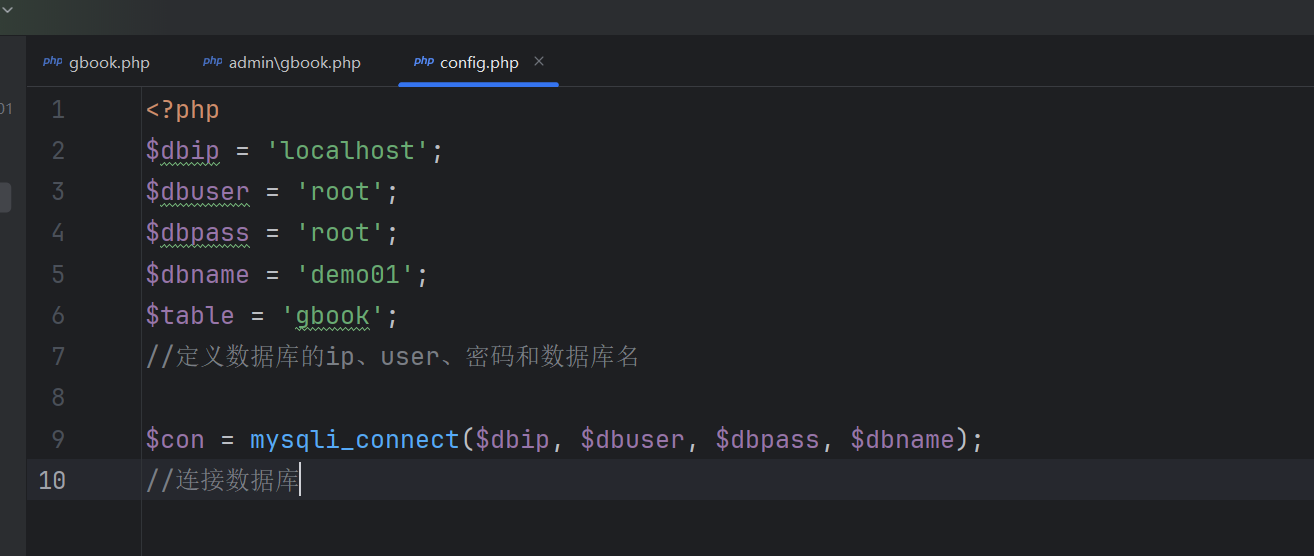 php gbook.php php admin\gbook.php php config.php ×
01
1 <?php
2 $dbip = 'localhost';
3 $dbuser = 'root';
4 $dbpass = 'root';
5 $dbname = 'demo01';
6 $table = 'gbook';
7 //定义数据库的ip、user、密码和数据库名
8
9 $con = mysqli_connect($dbip, $dbuser, $dbpass, $dbname);
10 //连接数据库